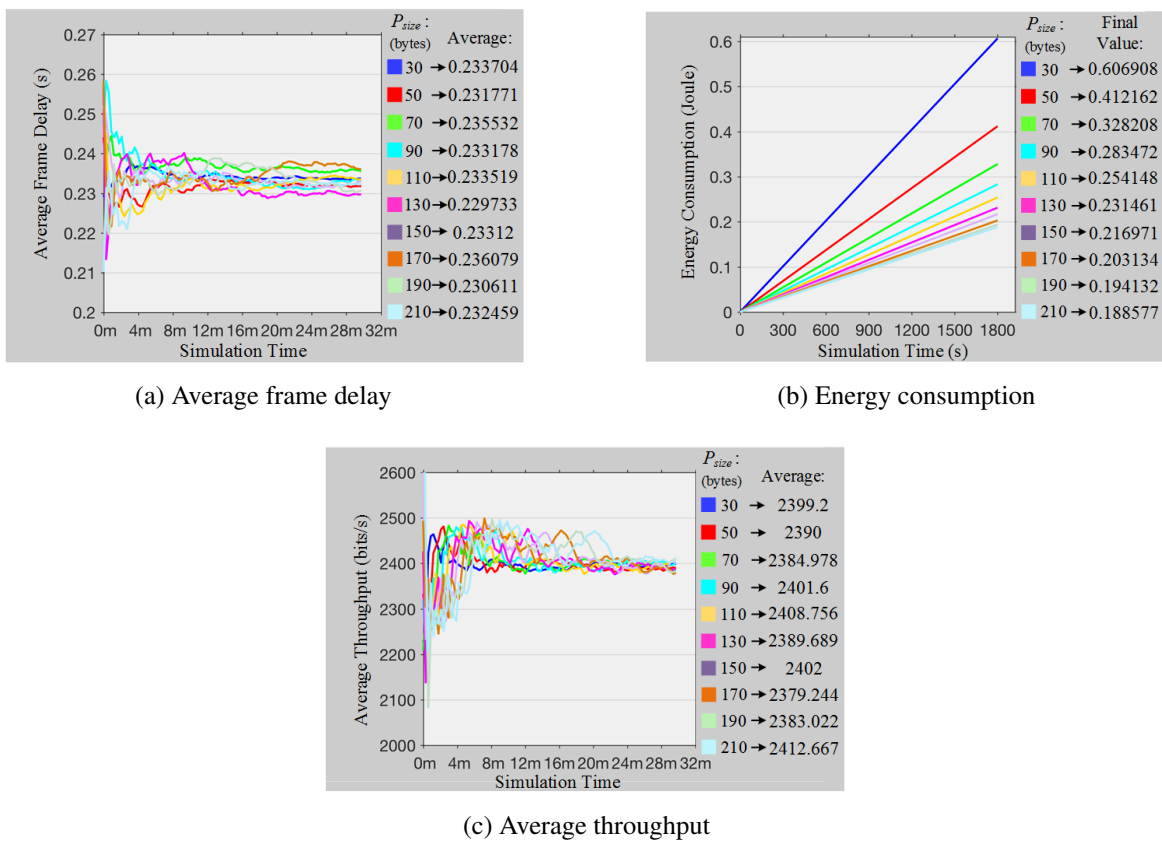 P_size :
(bytes) Average:
30 → 0.233704
50 → 0.231771
70 → 0.235532
90 → 0.233178
110 → 0.233519
130 → 0.229733
150 → 0.23312
170 → 0.236079
190 → 0.230611
210 → 0.232459
Average Frame Delay (s)
0.27
0.26
0.25
0.24
0.23
0.22
0.21
0.2
0m 4m 8m 12m 16m 20m 24m 28m 32m
Simulation Time
(a) Average frame delay
P_size : Final
(bytes) Value:
30 → 0.606908
50 → 0.412162
70 → 0.328208
90 → 0.283472
110 → 0.254148
130 → 0.231461
150 → 0.216971
170 → 0.203134
190 → 0.194132
210 → 0.188577
Energy Consumption (Joule)
0.6
0.5
0.4
0.3
0.2
0.1
0
0 300 600 900 1200 1500 1800
Simulation Time (s)
(b) Energy consumption
P_size :
(bytes) Average:
30 → 2399.2
50 → 2390
70 → 2384.978
90 → 2401.6
110 → 2408.756
130 → 2389.689
150 → 2402
170 → 2379.244
190 → 2383.022
210 → 2412.667
Average Throughput (bits/s)
2600
2500
2400
2300
2200
2100
2000
0m 4m 8m 12m 16m 20m 24m 28m 32m
Simulation Time
(c) Average throughput